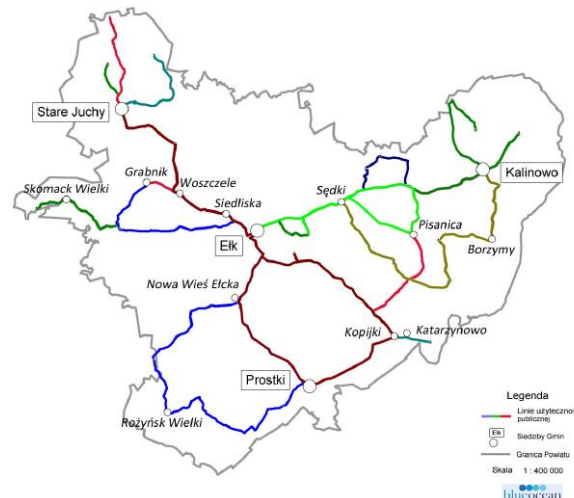 Stare Juchy
Grabnik
Woszczele
Skomack Wielki
Siedliska
Sędki
Kalinowo
Ełk
Pisanica
Borzymy
Nowa Wieś Ełcka
Kopijki
Katarzynowo
Prostki
Rożyńsk Wielki
Legenda
Linie użyteczności
publicznej
Ełk
Siedziby Gmin
Granica Powiatu
Skala 1 : 400 000
blueocean